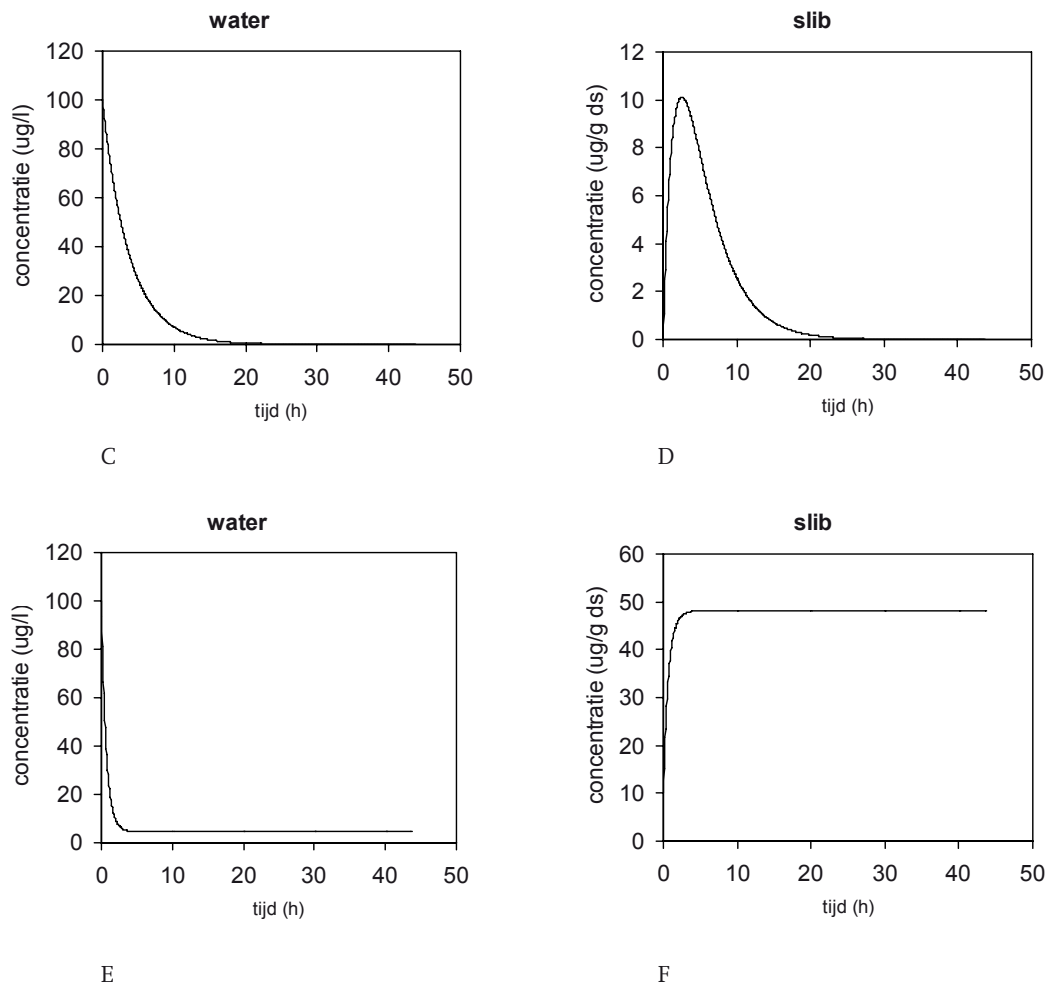 water
120
100
80
60
40
20
0
concentratie (ug/l)
0 10 20 30 40 50
tijd (h)
C
slib
12
10
8
6
4
2
0
concentratie (ug/g ds)
0 10 20 30 40 50
tijd (h)
D
water
120
100
80
60
40
20
0
concentratie (ug/l)
0 10 20 30 40 50
tijd (h)
E
slib
60
50
40
30
20
10
0
concentratie (ug/g ds)
0 10 20 30 40 50
tijd (h)
F